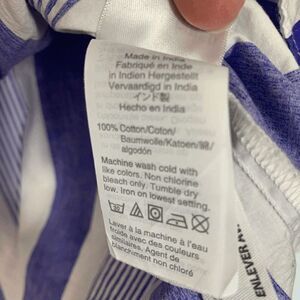 Made in India
Fabriqué en Inde
in Indien Hergestellt
Vervaardigd in India
インド製
Hecho en India
100% Cotton/Coton/
Baumwolle/Katoen/綿/
algodón
Machine wash cold with
like colors. Non chlorine
bleach only. Tumble dry
low. Iron on lowest setting.
Laver à la machine à eau
froide avec des couleurs
similaires. Agent de
blanchiment non chloré
ENLEVER